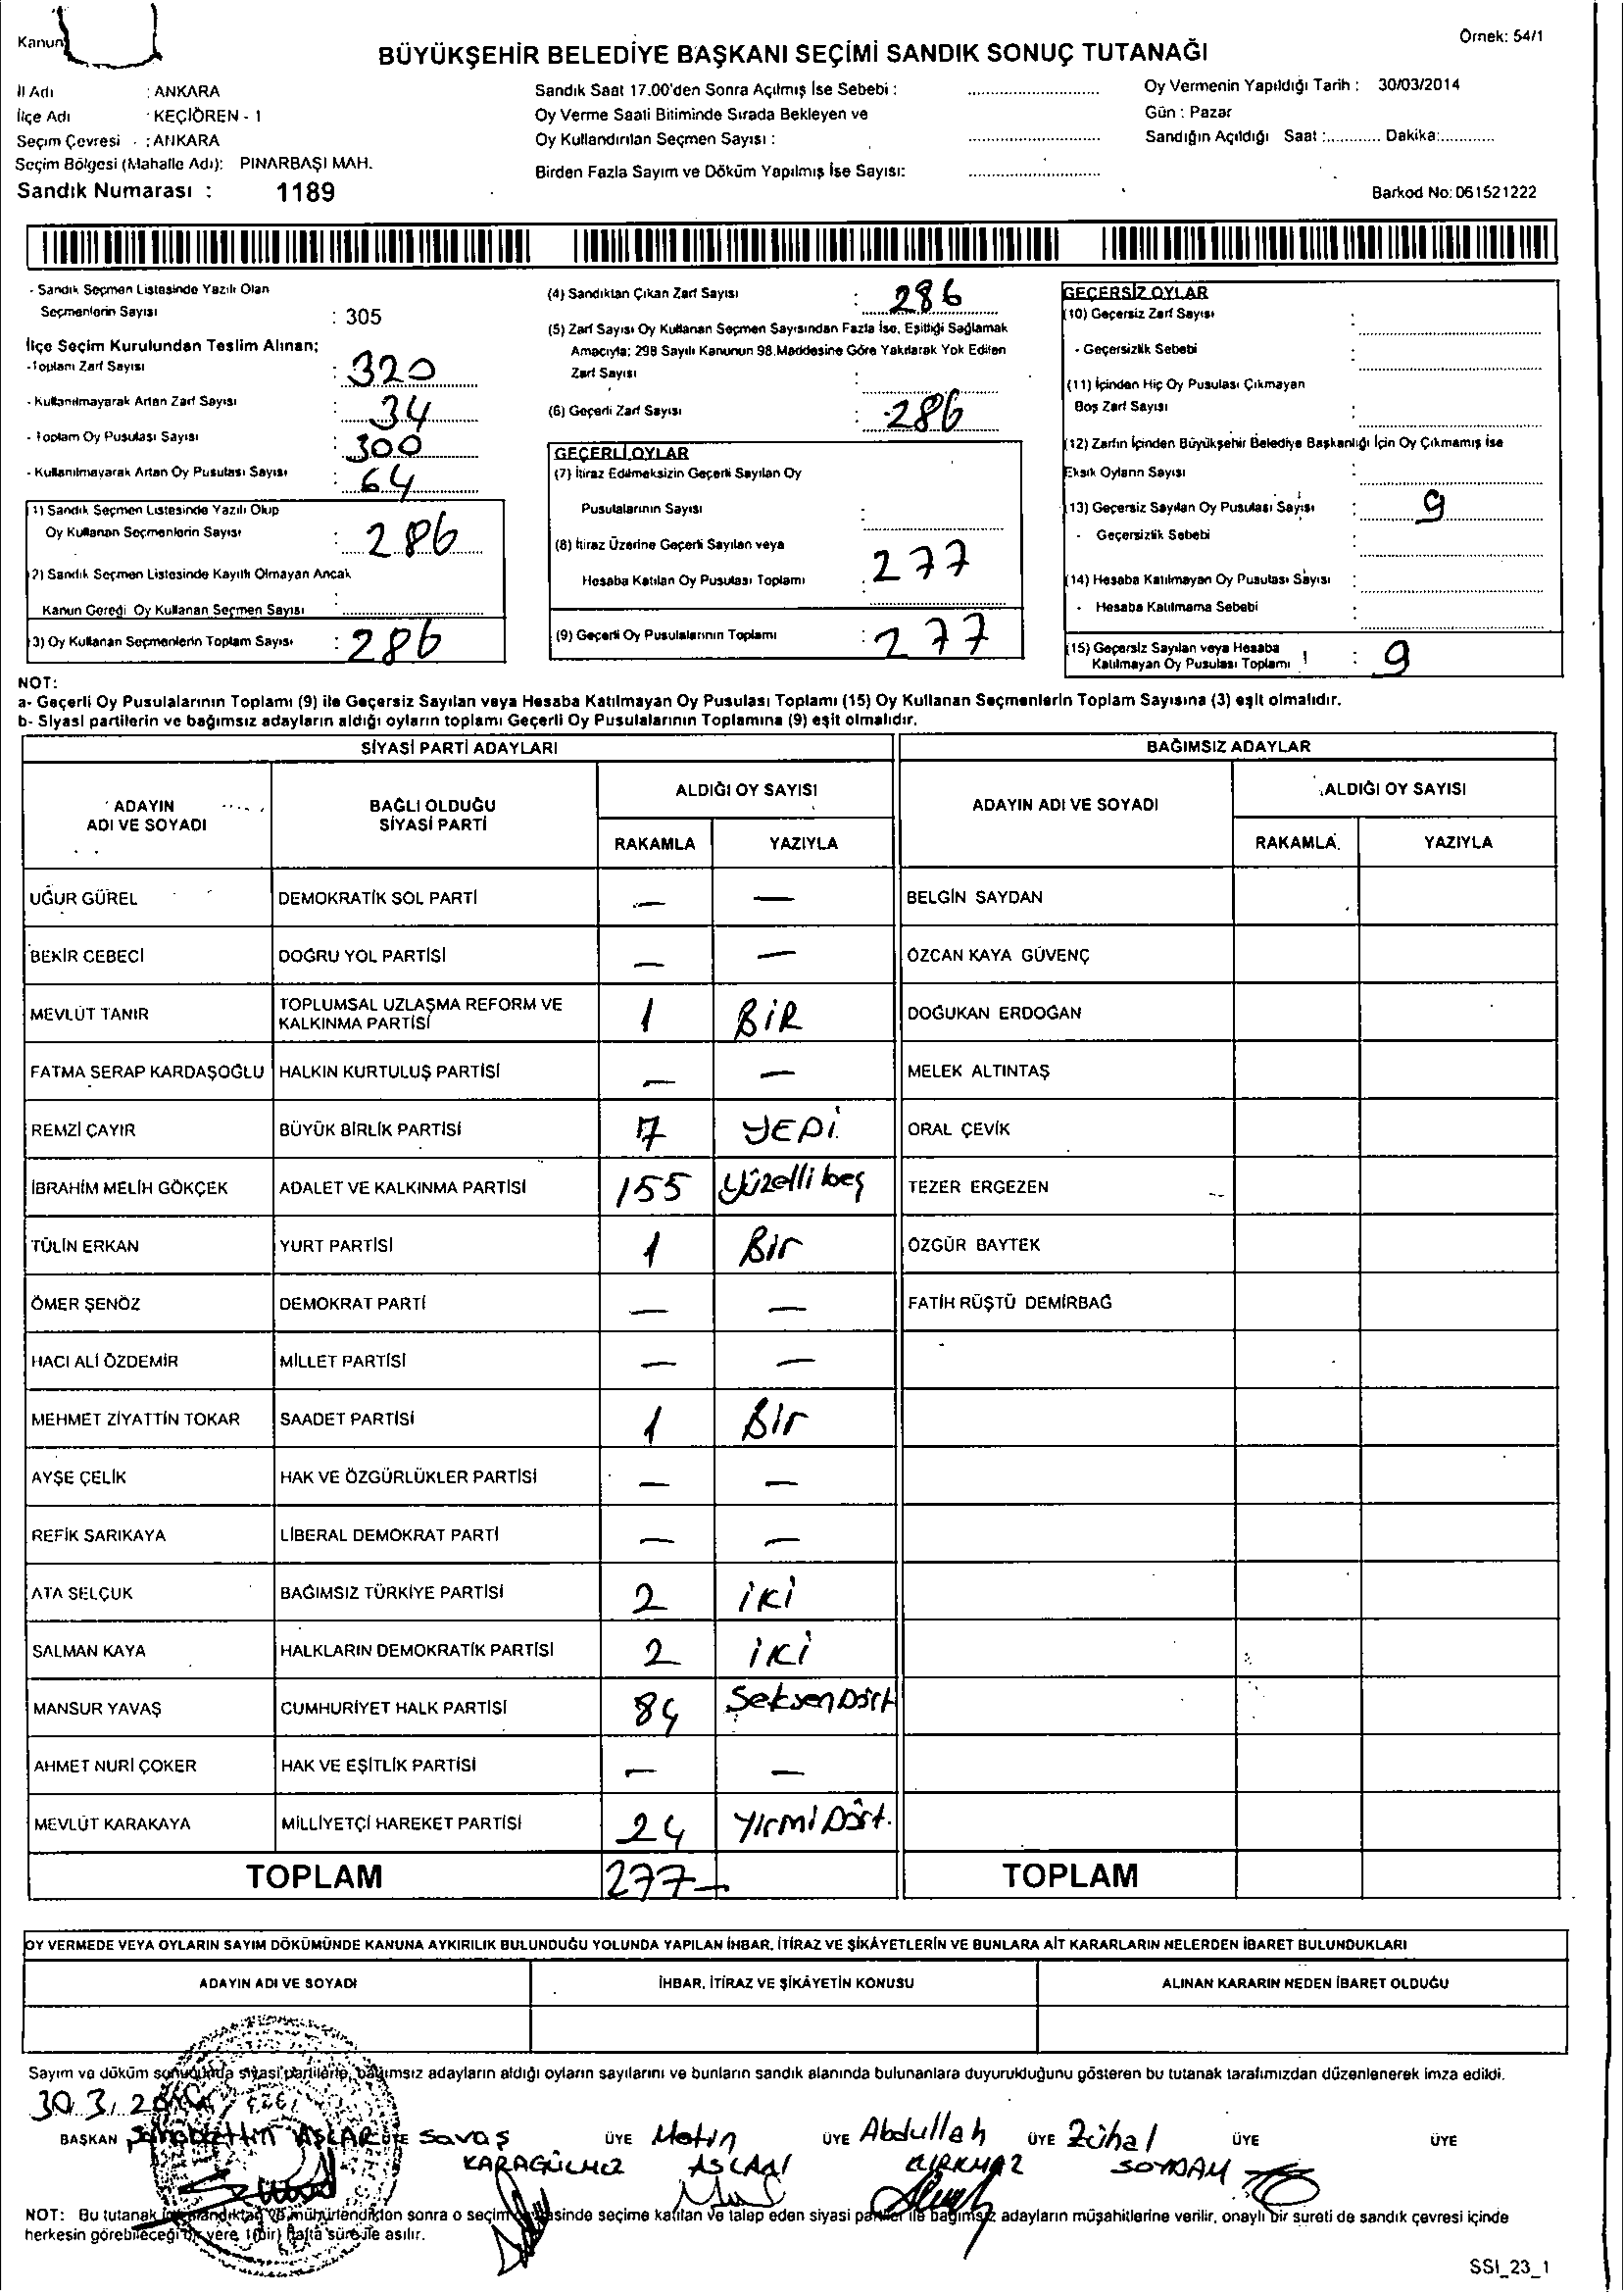 Kanun
Örnek: 54/1
BÜYÜKŞEHİR BELEDİYE BAŞKANI SEÇİMİ SANDIK SONUÇ TUTANAĞI
İl Adı : ANKARA
İlçe Adı KEÇİÖREN - 1
Seçim Çevresi : ANKARA
Seçim Bölgesi (Mahalle Adı): PINARBAŞI MAH.
Sandık Numarası : 1189
Sandık Saat 17.00'den Sonra Açılmış İse Sebebi :
Oy Verme Saati Bitiminde Sırada Bekleyen ve
Oy Kullandırılan Seçmen Sayısı :
Birden Fazla Sayım ve Döküm Yapılmış İse Sayısı:
Oy Vermenin Yapıldığı Tarih : 30/03/2014
Gün : Pazar
Sandığın Açıldığı Saat :............ Dakika:............
Barkod No: 061521222
- Sandık Seçmen Listesinde Yazılı Olan
Seçmenlerin Sayısı : 305
İlçe Seçim Kurulundan Teslim Alınan;
-Toplam Zarf Sayısı : 320
- Kullanılmayarak Artan Zarf Sayısı : 34
- Toplam Oy Pusulası Sayısı : 300
- Kullanılmayarak Artan Oy Pusulası Sayısı : 64
1) Sandık Seçmen Listesinde Yazılı Olup
Oy Kullanan Seçmenlerin Sayısı : 286
2) Sandık Seçmen Listesinde Kayıtlı Olmayan Ancak
Kanun Gereği Oy Kullanan Seçmen Sayısı :
3) Oy Kullanan Seçmenlerin Toplam Sayısı : 286
(4) Sandıktan Çıkan Zarf Sayısı : 286
(5) Zarf Sayısı Oy Kullanan Seçmen Sayısından Fazla İse, Eşitliği Sağlamak
Amacıyla; 298 Sayılı Kanunun 98.Maddesine Göre Yakılarak Yok Edilen
Zarf Sayısı :
(6) Geçerli Zarf Sayısı : 286
GEÇERLİ OYLAR
(7) İtiraz Edilmeksizin Geçerli Sayılan Oy
Pusulalarının Sayısı :
(8) İtiraz Üzerine Geçerli Sayılan veya
Hesaba Katılan Oy Pusulası Toplamı : 277
(9) Geçerli Oy Pusulalarının Toplamı : 277
GEÇERSİZ OYLAR
(10) Geçersiz Zarf Sayısı :
- Geçersizlik Sebebi :
(11) İçinden Hiç Oy Pusulası Çıkmayan
Boş Zarf Sayısı :
(12) Zarfın İçinden Büyükşehir Belediye Başkanlığı İçin Oy Çıkmamış ise
Eksik Oyların Sayısı :
(13) Geçersiz Sayılan Oy Pusulası Sayısı : 9
- Geçersizlik Sebebi :
(14) Hesaba Katılmayan Oy Pusulası Sayısı :
- Hesaba Katılmama Sebebi :
(15) Geçersiz Sayılan veya Hesaba
Katılmayan Oy Pusulası Toplamı : 9
NOT:
a- Geçerli Oy Pusulalarının Toplamı (9) ile Geçersiz Sayılan veya Hesaba Katılmayan Oy Pusulası Toplamı (15) Oy Kullanan Seçmenlerin Toplam Sayısına (3) eşit olmalıdır.
b- Siyasi partilerin ve bağımsız adayların aldığı oyların toplamı Geçerli Oy Pusulalarının Toplamına (9) eşit olmalıdır.
SİYASİ PARTİ ADAYLARI BAĞIMSIZ ADAYLAR
ADAYIN ADI VE SOYADI BAĞLI OLDUĞU SİYASİ PARTİ ALDIĞI OY SAYISI ADAYIN ADI VE SOYADI ALDIĞI OY SAYISI
RAKAMLA YAZIYLA RAKAMLA YAZIYLA
UĞUR GÜREL DEMOKRATİK SOL PARTİ — — BELGİN SAYDAN
BEKİR CEBECİ DOĞRU YOL PARTİSİ — — ÖZCAN KAYA GÜVENÇ
MEVLÜT TANIR TOPLUMSAL UZLAŞMA REFORM VE KALKINMA PARTİSİ 1 BİR DOĞUKAN ERDOĞAN
FATMA SERAP KARDAŞOĞLU HALKIN KURTULUŞ PARTİSİ — — MELEK ALTINTAŞ
REMZİ ÇAYIR BÜYÜK BİRLİK PARTİSİ 7 YEDİ ORAL ÇEVİK
İBRAHİM MELİH GÖKÇEK ADALET VE KALKINMA PARTİSİ 155 yüzelli beş TEZER ERGEZEN
TÜLİN ERKAN YURT PARTİSİ 1 Bir ÖZGÜR BAYTEK
ÖMER ŞENÖZ DEMOKRAT PARTİ — — FATİH RÜŞTÜ DEMİRBAĞ
HACI ALİ ÖZDEMİR MİLLET PARTİSİ — —
MEHMET ZİYATTİN TOKAR SAADET PARTİSİ 1 Bir
AYŞE ÇELİK HAK VE ÖZGÜRLÜKLER PARTİSİ — —
REFİK SARIKAYA LİBERAL DEMOKRAT PARTİ — —
ATA SELÇUK BAĞIMSIZ TÜRKİYE PARTİSİ 2 iki
SALMAN KAYA HALKLARIN DEMOKRATİK PARTİSİ 2 iki
MANSUR YAVAŞ CUMHURİYET HALK PARTİSİ 84 SeksenDört
AHMET NURİ ÇOKER HAK VE EŞİTLİK PARTİSİ — —
MEVLÜT KARAKAYA MİLLİYETÇİ HAREKET PARTİSİ 24 Yirmi Dört.
TOPLAM 277 TOPLAM
OY VERMEDE VEYA OYLARIN SAYIM DÖKÜMÜNDE KANUNA AYKIRILIK BULUNDUĞU YOLUNDA YAPILAN İHBAR, İTİRAZ VE ŞİKÂYETLERİN VE BUNLARA AİT KARARLARIN NELERDEN İBARET BULUNDUKLARI
ADAYIN ADI VE SOYADI İHBAR, İTİRAZ VE ŞİKÂYETİN KONUSU ALINAN KARARIN NEDEN İBARET OLDUĞU
Sayım ve döküm sonucunda siyasi partilerle, bağımsız adayların aldığı oyların sayılarını ve bunların sandık alanında bulunanlara duyurulduğunu gösteren bu tutanak tarafımızdan düzenlenerek imza edildi.
30.3.
BAŞKAN ASLAR ÜYE Savaş ÜYE Metin ÜYE Abdullah ÜYE Zühal ÜYE ÜYE
KARAGÜLMEZ ASLAN KIRKMAZ SOYDAM
NOT: Bu tutanak mühürlendikten sonra o seçim seçime katılan ve talep eden siyasi partiler ile bağımsız adayların müşahitlerine verilir, onaylı bir sureti de sandık çevresi içinde
herkesin görebileceği bir yere 1(bir) hafta süre ile asılır.
SSI_23_1